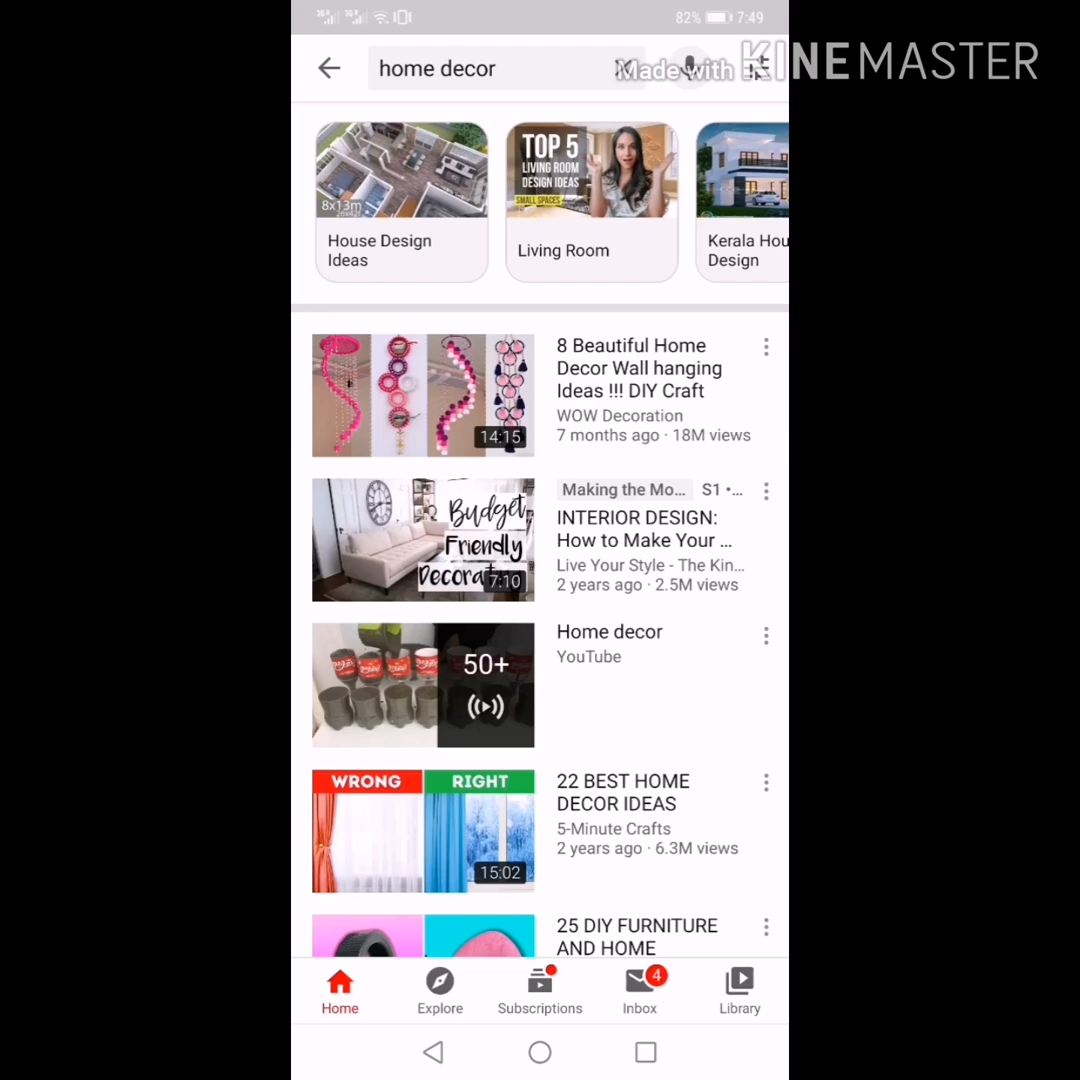 82% 7:49
home decor
Made with KINEMASTER
TOP 5
LIVING ROOM
DESIGN IDEAS
SMALL SPACES
8x13m
House Design
Ideas
Living Room
Kerala Hou
Design
8 Beautiful Home
Decor Wall hanging
Ideas !!! DIY Craft
WOW Decoration
7 months ago · 18M views
14:15
Making the Mo... S1 •...
INTERIOR DESIGN:
How to Make Your ...
Live Your Style - The Kin...
2 years ago · 2.5M views
Budget
Friendly
Decorat
7:10
Home decor
YouTube
50+
WRONG RIGHT
22 BEST HOME
DECOR IDEAS
5-Minute Crafts
2 years ago · 6.3M views
15:02
25 DIY FURNITURE
AND HOME
4
Home Explore Subscriptions Inbox Library